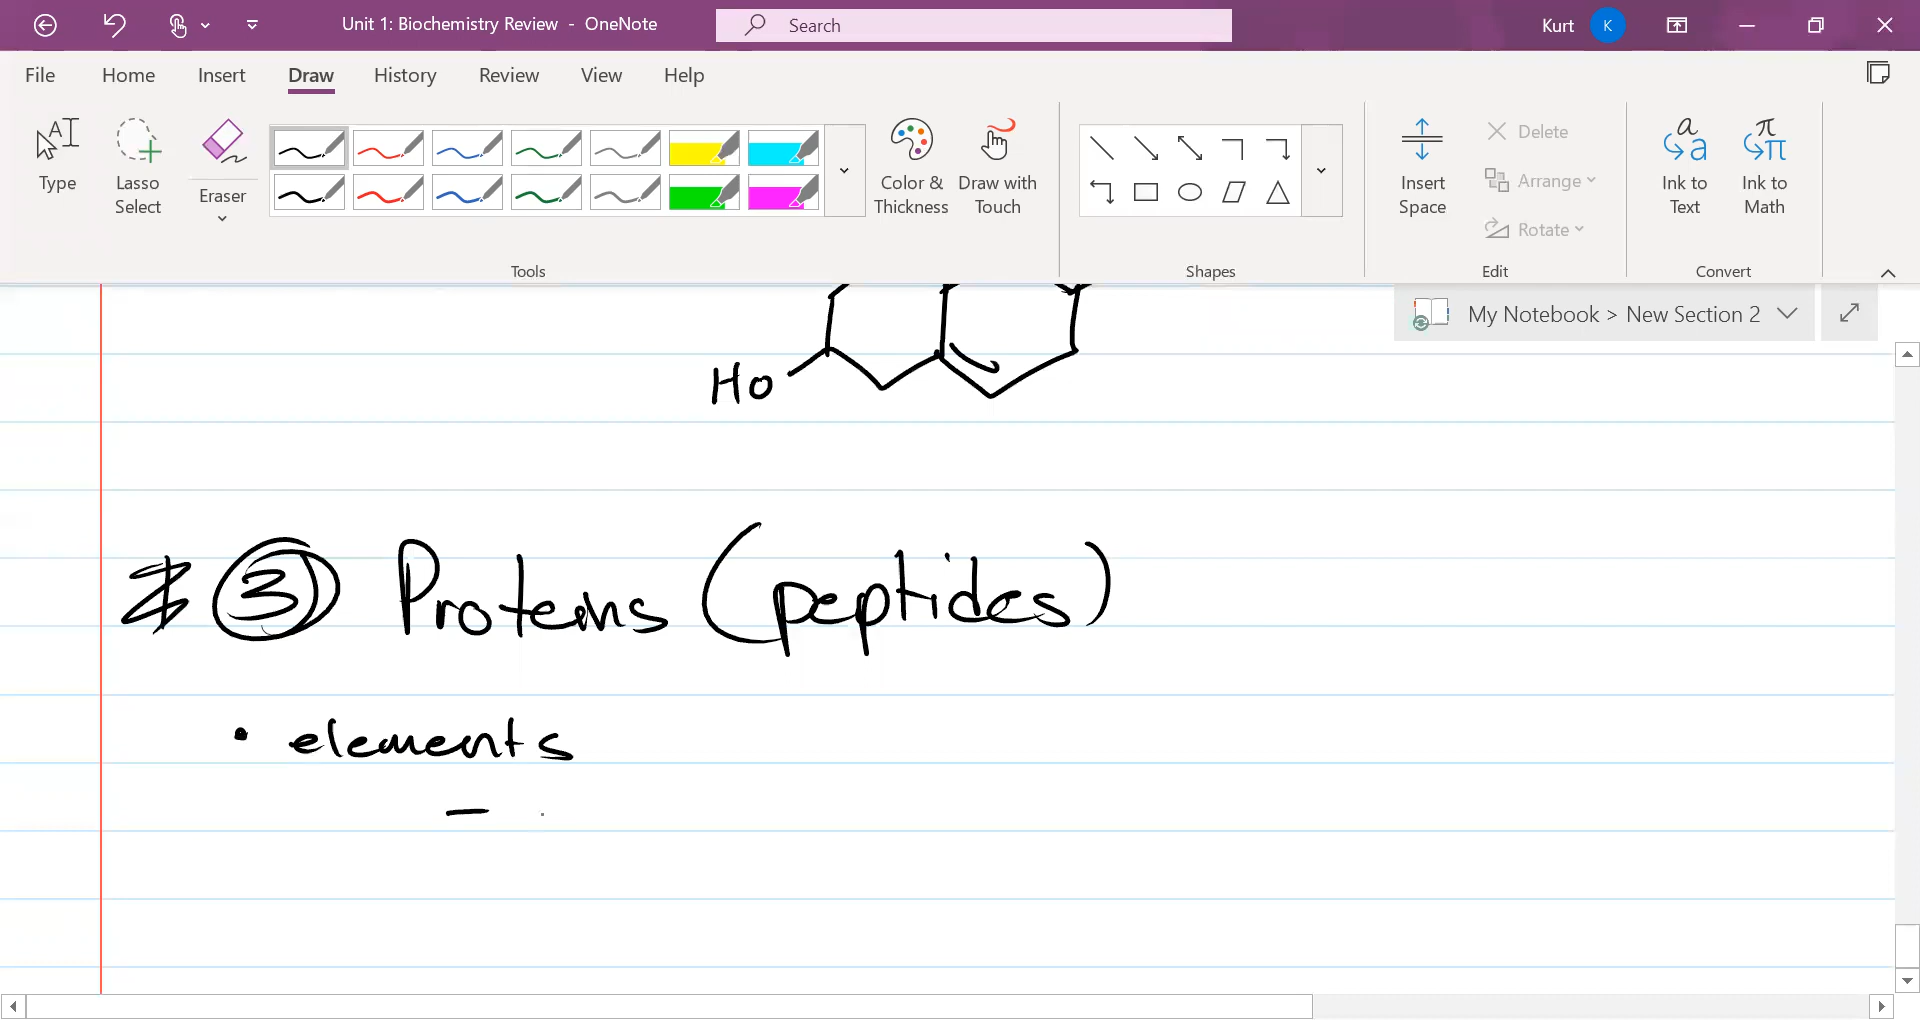 Unit 1: Biochemistry Review - OneNote
Search
Kurt
K
File Home Insert Draw History Review View Help
Type
Lasso Select
Eraser
Color & Thickness
Draw with Touch
Insert Space
Delete
Arrange
Rotate
Ink to Text
Ink to Math
Tools
Shapes
Edit
Convert
My Notebook > New Section 2
Ho
3 Proteins (peptides)
• elements
–